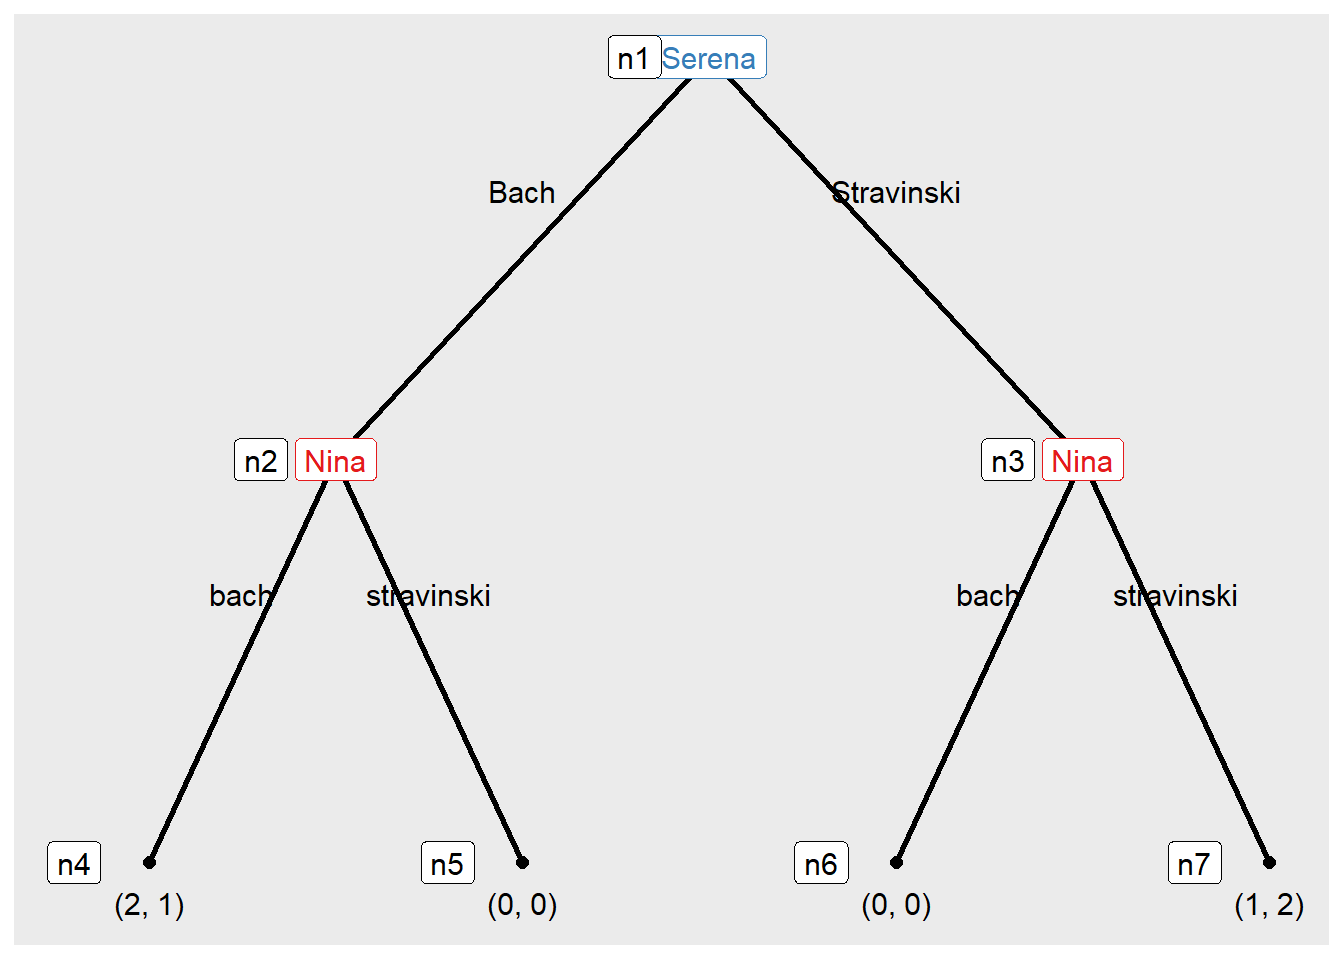 n1 Serena
Bach Stravinski
n2 Nina n3 Nina
bach stravinski bach stravinski
n4 n5 n6 n7
(2, 1) (0, 0) (0, 0) (1, 2)